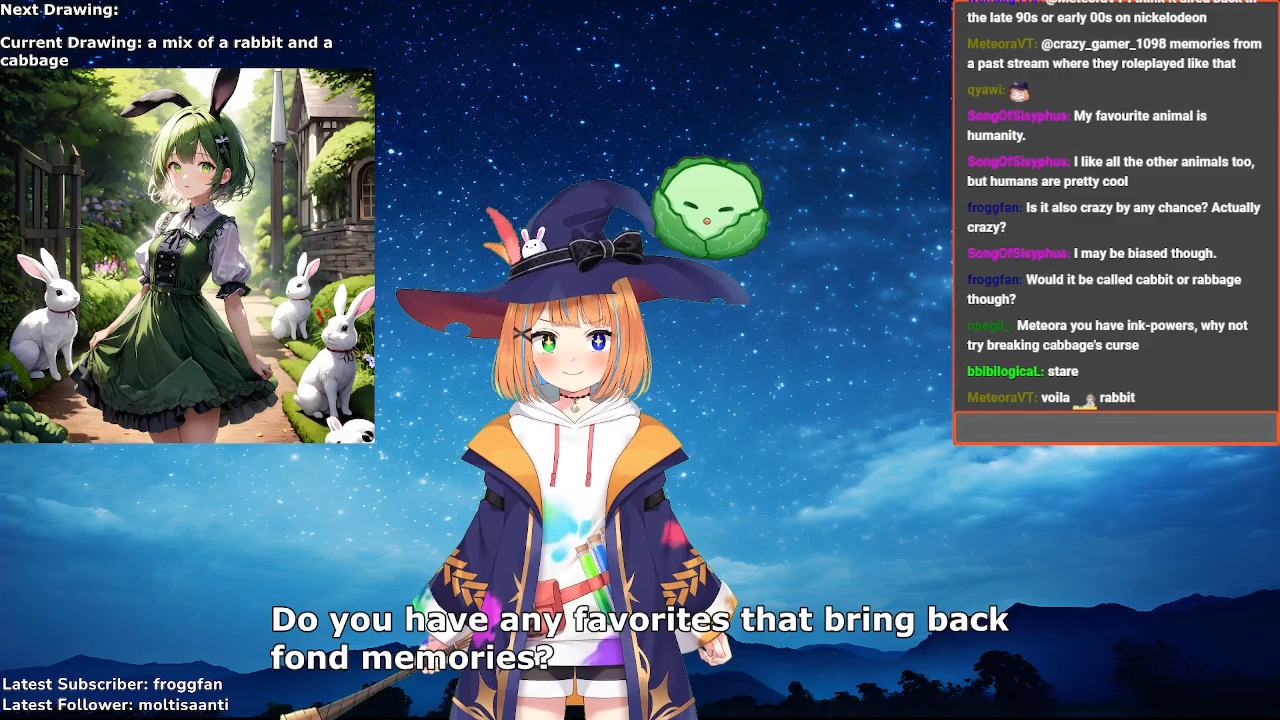 Next Drawing:
Current Drawing: a mix of a rabbit and a
cabbage
the late 90s or early 00s on nickelodeon
MeteoraVT: @crazy_gamer_1098 memories from
a past stream where they roleplayed like that
qyawi:
SongOfSisyphus: My favourite animal is
humanity.
SongOfSisyphus: I like all the other animals too,
but humans are pretty cool
froggfan: Is it also crazy by any chance? Actually
crazy?
SongOfSisyphus: I may be biased though.
froggfan: Would it be called cabbit or rabbage
though?
Meteora you have ink-powers, why not
try breaking cabbage's curse
bbibilogicaL: stare
MeteoraVT: voila rabbit
Do you have any favorites that bring back
fond memories?
Latest Subscriber: froggfan
Latest Follower: moltisaanti